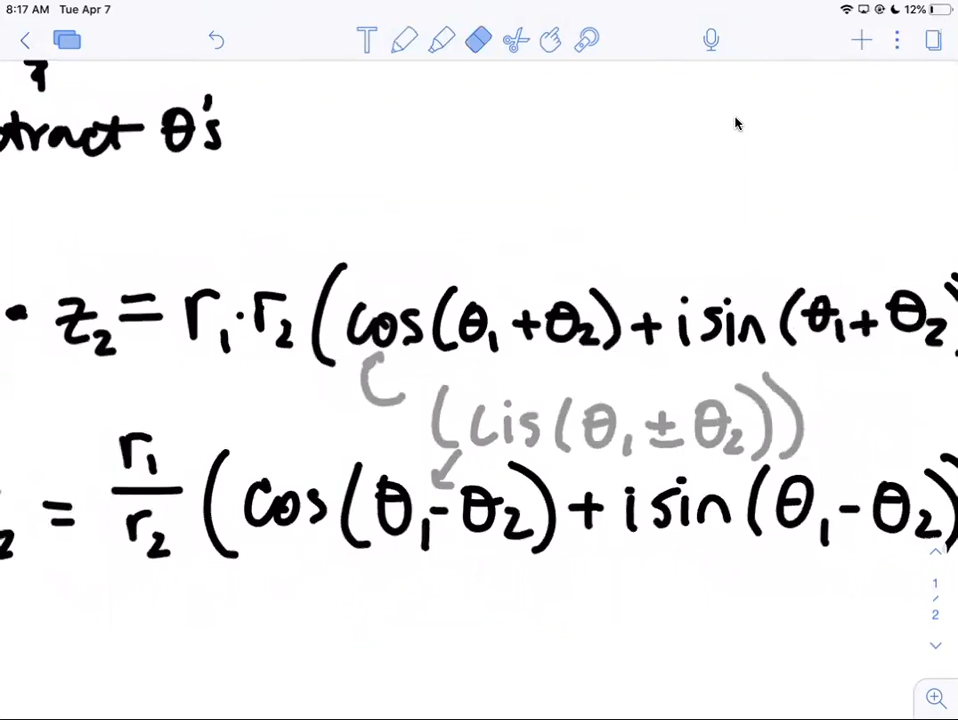 8:17 AM Tue Apr 7 12%
T
tract θ's
· z₂ = r₁·r₂ (cos(θ₁+θ₂)+i sin(θ₁+θ₂)
(cis(θ₁±θ₂))
₂ = r₁/r₂ (cos(θ₁-θ₂)+i sin(θ₁-θ₂)
1
/
2